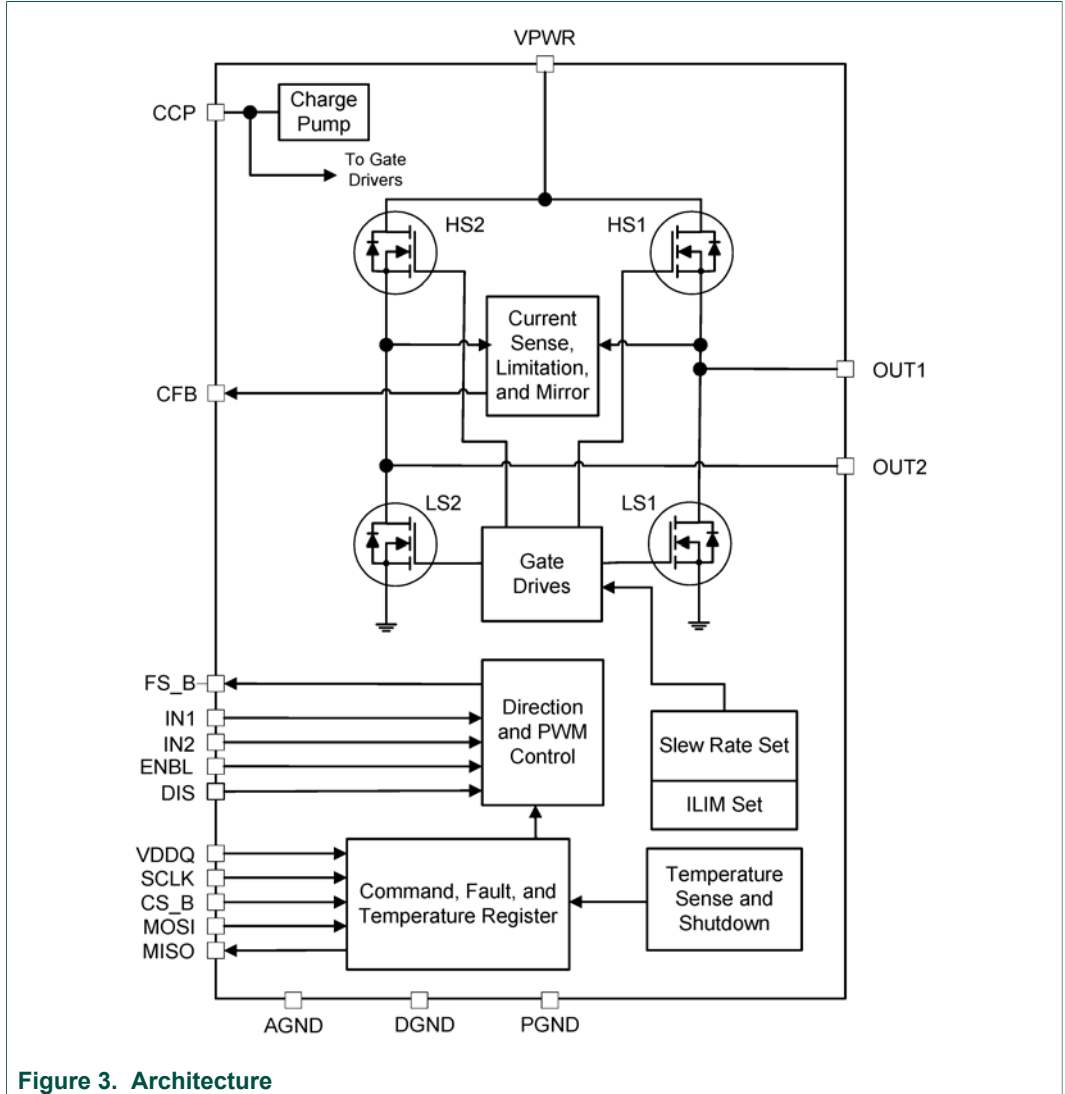 VPWR
CCP
Charge
Pump
To Gate
Drivers
HS2
HS1
Current
Sense,
Limitation,
and Mirror
OUT1
CFB
OUT2
LS2
LS1
Gate
Drives
FS_B
IN1
IN2
ENBL
DIS
Direction
and PWM
Control
Slew Rate Set
ILIM Set
VDDQ
SCLK
CS_B
MOSI
MISO
Command, Fault, and
Temperature Register
Temperature
Sense and
Shutdown
AGND
DGND
PGND
Figure 3. Architecture